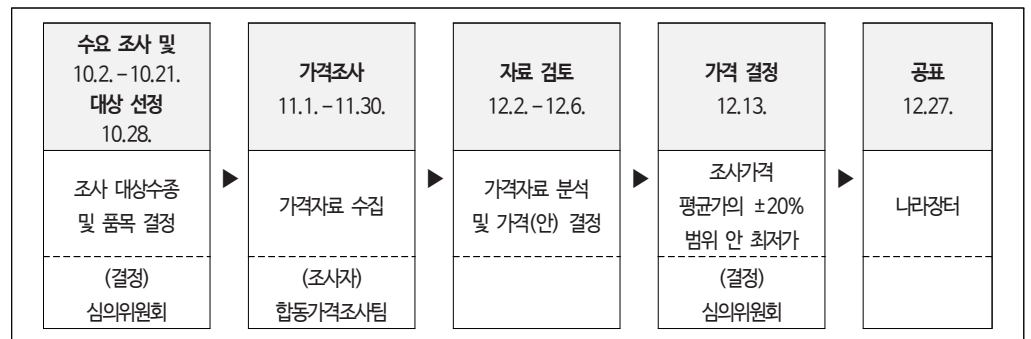 수요 조사 및
10.2.-10.21.
대상 선정
10.28.
조사 대상수종
및 품목 결정
(결정)
심의위원회
▶
가격조사
11.1.-11.30.
가격자료 수집
(조사자)
합동가격조사팀
▶
자료 검토
12.2.-12.6.
가격자료 분석
및 가격(안) 결정
▶
가격 결정
12.13.
조사가격
평균가의 ±20%
범위 안 최저가
(결정)
심의위원회
▶
공표
12.27.
나라장터